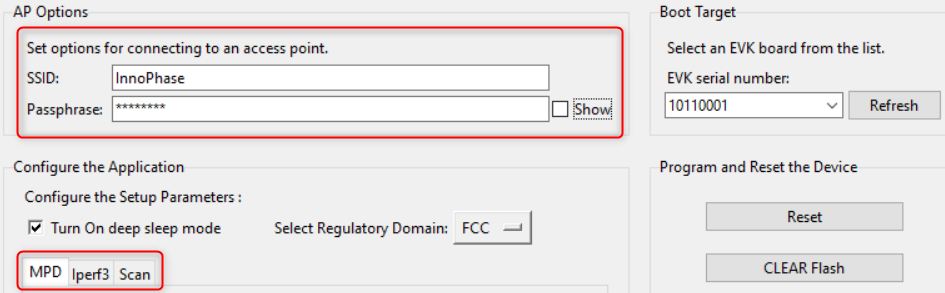 AP Options
Set options for connecting to an access point.
SSID: InnoPhase
Passphrase: ******** Show
Boot Target
Select an EVK board from the list.
EVK serial number:
10110001 Refresh
Configure the Application
Configure the Setup Parameters :
Turn On deep sleep mode Select Regulatory Domain: FCC
MPD Iperf3 Scan
Program and Reset the Device
Reset
CLEAR Flash